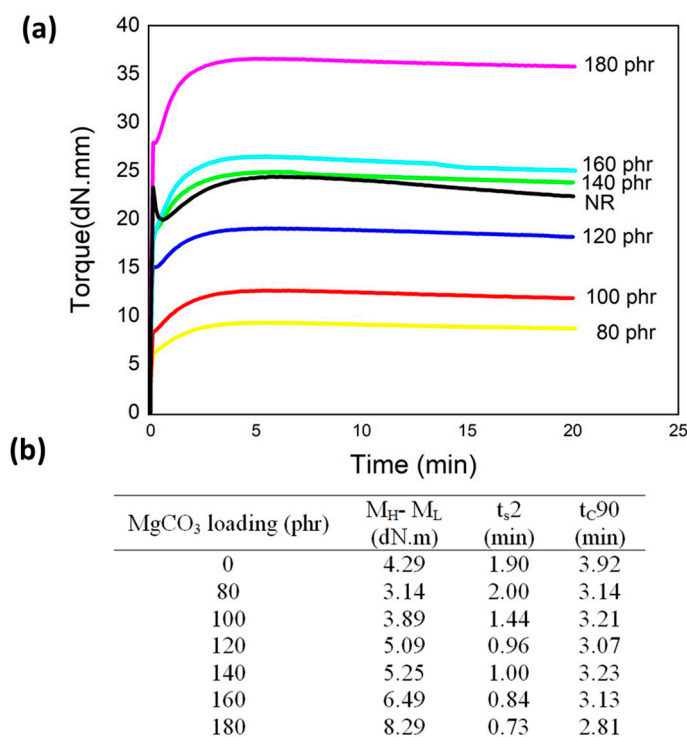 (a)
Torque(dN.mm)
40
35
30
25
20
15
10
5
0
180 phr
160 phr
140 phr
NR
120 phr
100 phr
80 phr
0 5 10 15 20 25
Time (min)
(b)
MgCO₃ loading (phr) M_H- M_L (dN.m) t_s2 (min) t_C90 (min)
0 4.29 1.90 3.92
80 3.14 2.00 3.14
100 3.89 1.44 3.21
120 5.09 0.96 3.07
140 5.25 1.00 3.23
160 6.49 0.84 3.13
180 8.29 0.73 2.81